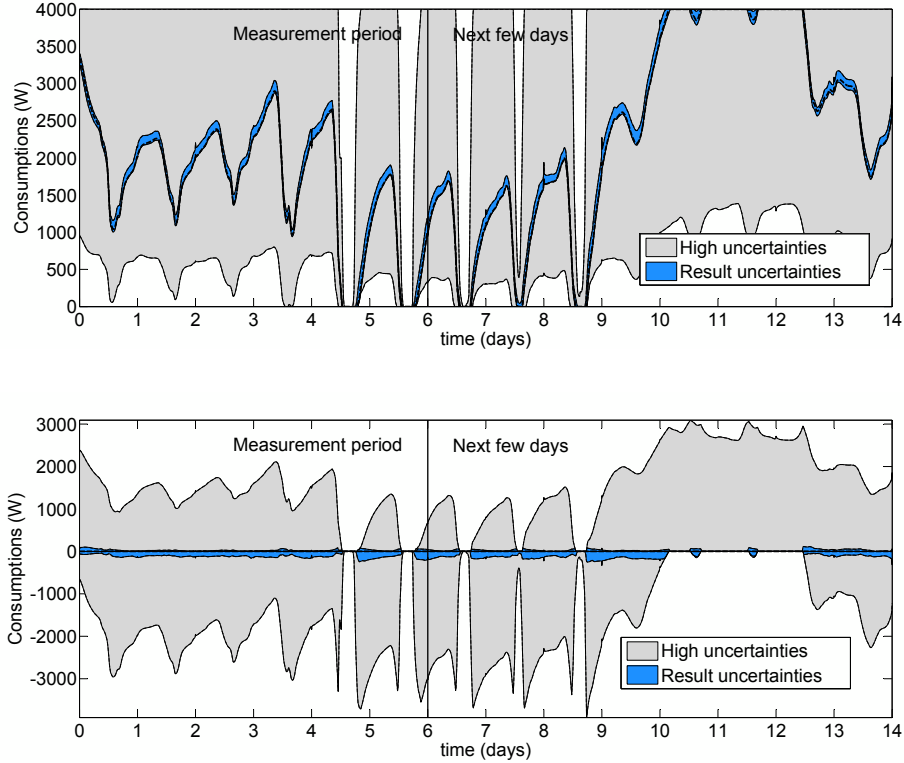 Measurement period
Next few days
Consumptions (W)
4000
3500
3000
2500
2000
1500
1000
500
0
High uncertainties
Result uncertainties
0 1 2 3 4 5 6 7 8 9 10 11 12 13 14
time (days)
Measurement period
Next few days
Consumptions (W)
3000
2000
1000
0
-1000
-2000
-3000
High uncertainties
Result uncertainties
0 1 2 3 4 5 6 7 8 9 10 11 12 13 14
time (days)